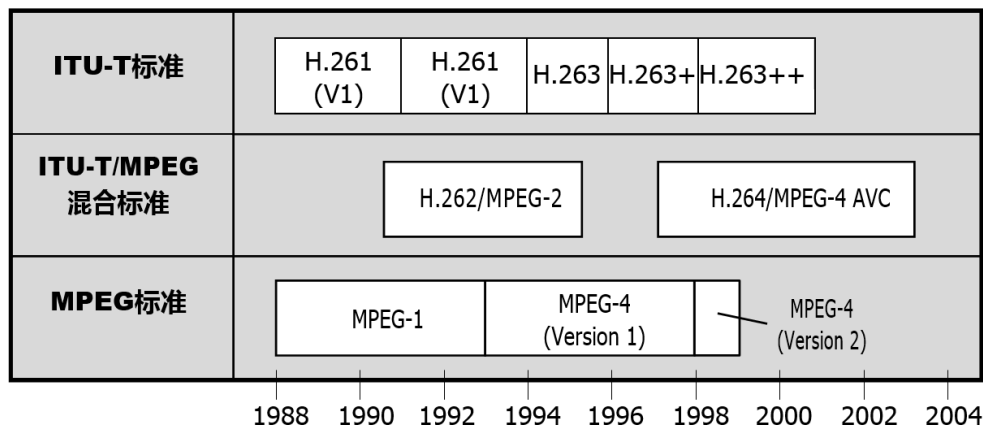 ITU-T标准
H.261
(V1)
H.261
(V1)
H.263
H.263+
H.263++
ITU-T/MPEG
混合标准
H.262/MPEG-2
H.264/MPEG-4 AVC
MPEG标准
MPEG-1
MPEG-4
(Version 1)
MPEG-4
(Version 2)
1988 1990 1992 1994 1996 1998 2000 2002 2004